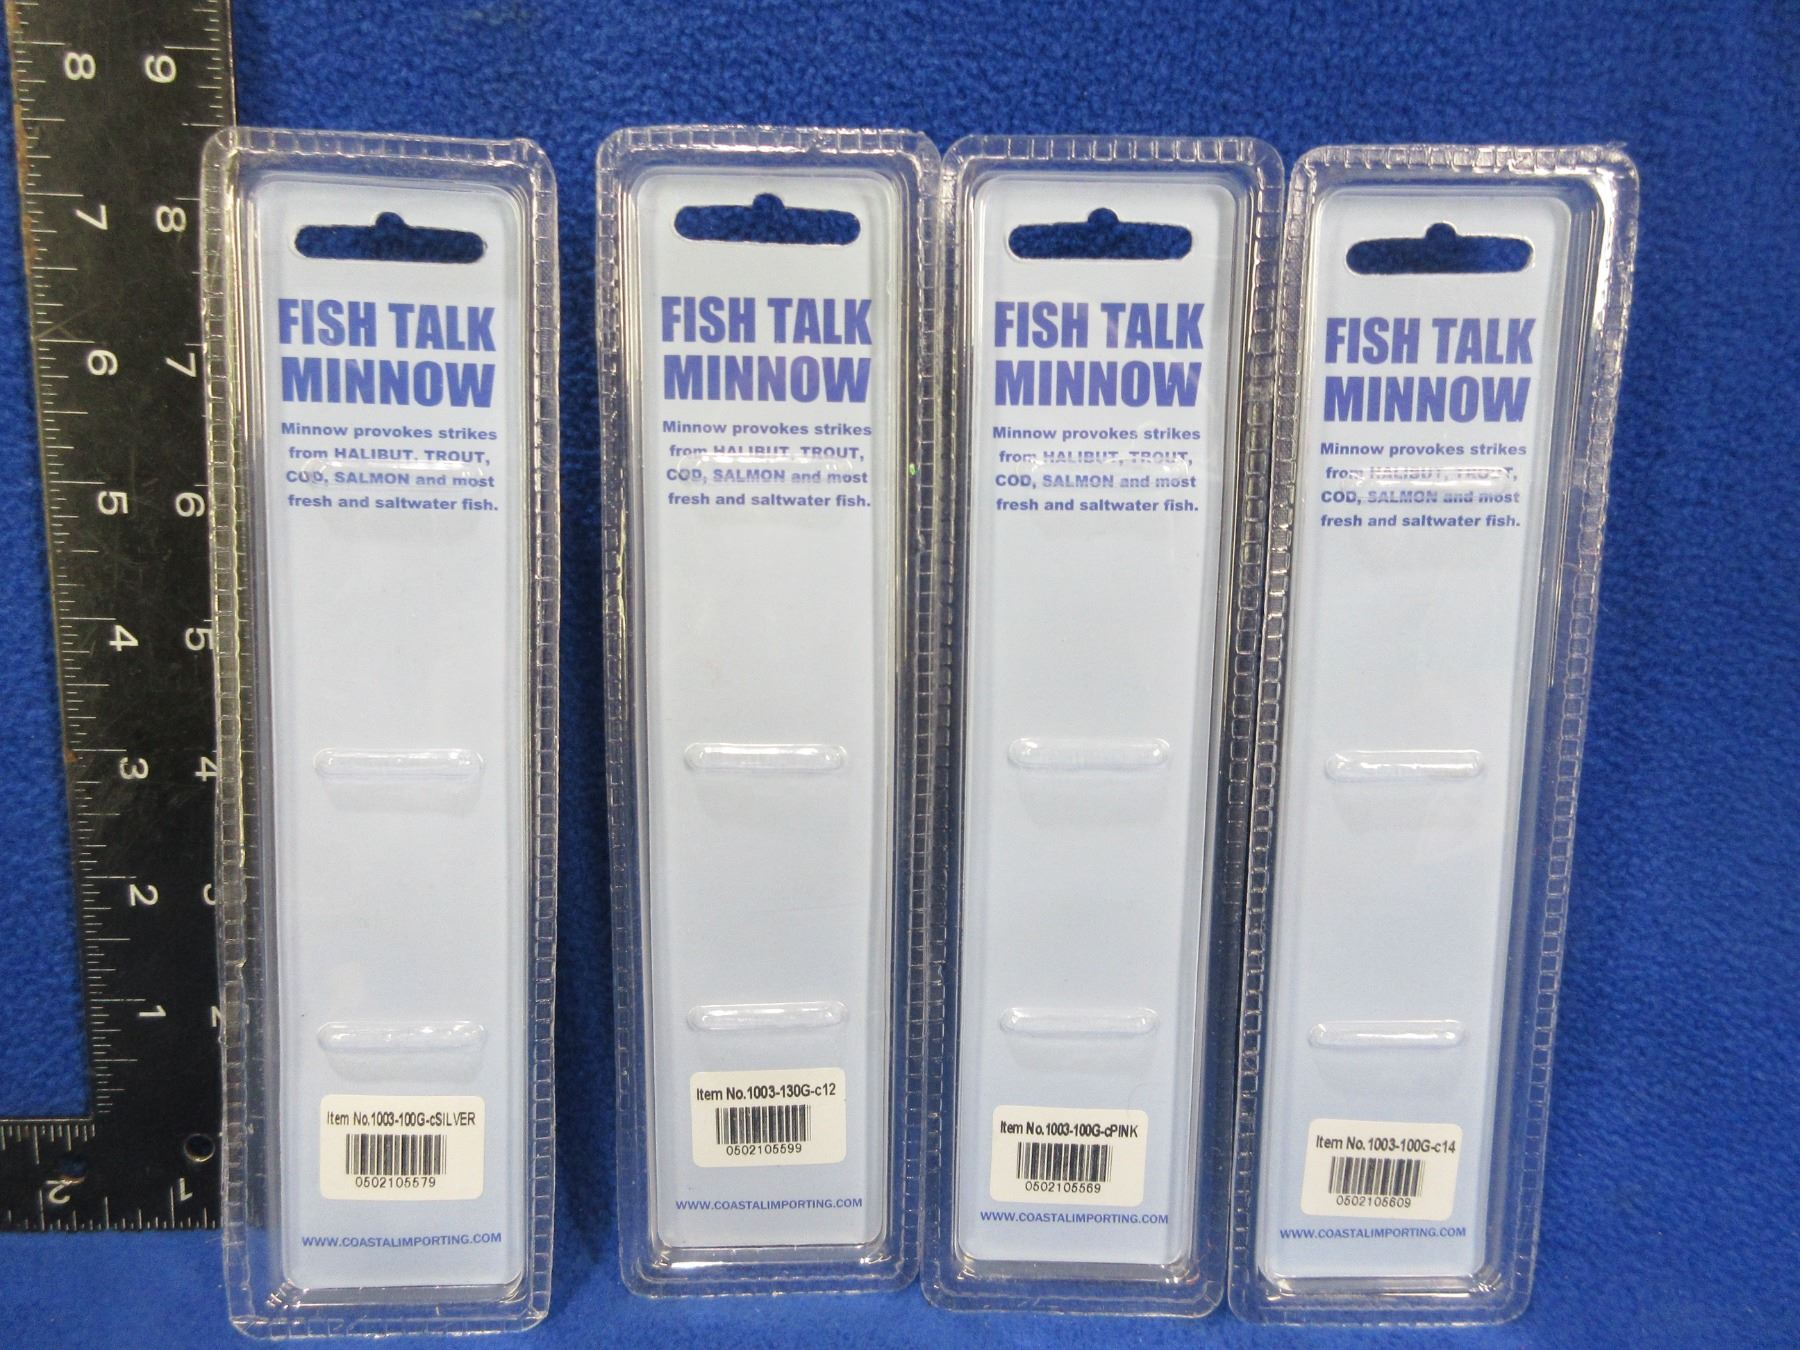 8 9
7 8
6 7
5 6
4 5
3 4
2 3
1 2
2 1
FISH TALK
MINNOW
Minnow provokes strikes
from HALIBUT, TROUT,
COD, SALMON and most
fresh and saltwater fish.
Item No.1003-100G-cSILVER
0502105579
WWW.COASTALIMPORTING.COM
FISH TALK
MINNOW
Minnow provokes strikes
from HALIBUT, TROUT,
COD, SALMON and most
fresh and saltwater fish.
Item No.1003-130G-c12
0502105599
WWW.COASTALIMPORTING.COM
FISH TALK
MINNOW
Minnow provokes strikes
from HALIBUT, TROUT,
COD, SALMON and most
fresh and saltwater fish.
Item No.1003-100G-cPINK
0502105569
WWW.COASTALIMPORTING.COM
FISH TALK
MINNOW
Minnow provokes strikes
from HALIBUT, TROUT,
COD, SALMON and most
fresh and saltwater fish.
Item No.1003-100G-c14
0502105609
WWW.COASTALIMPORTING.COM